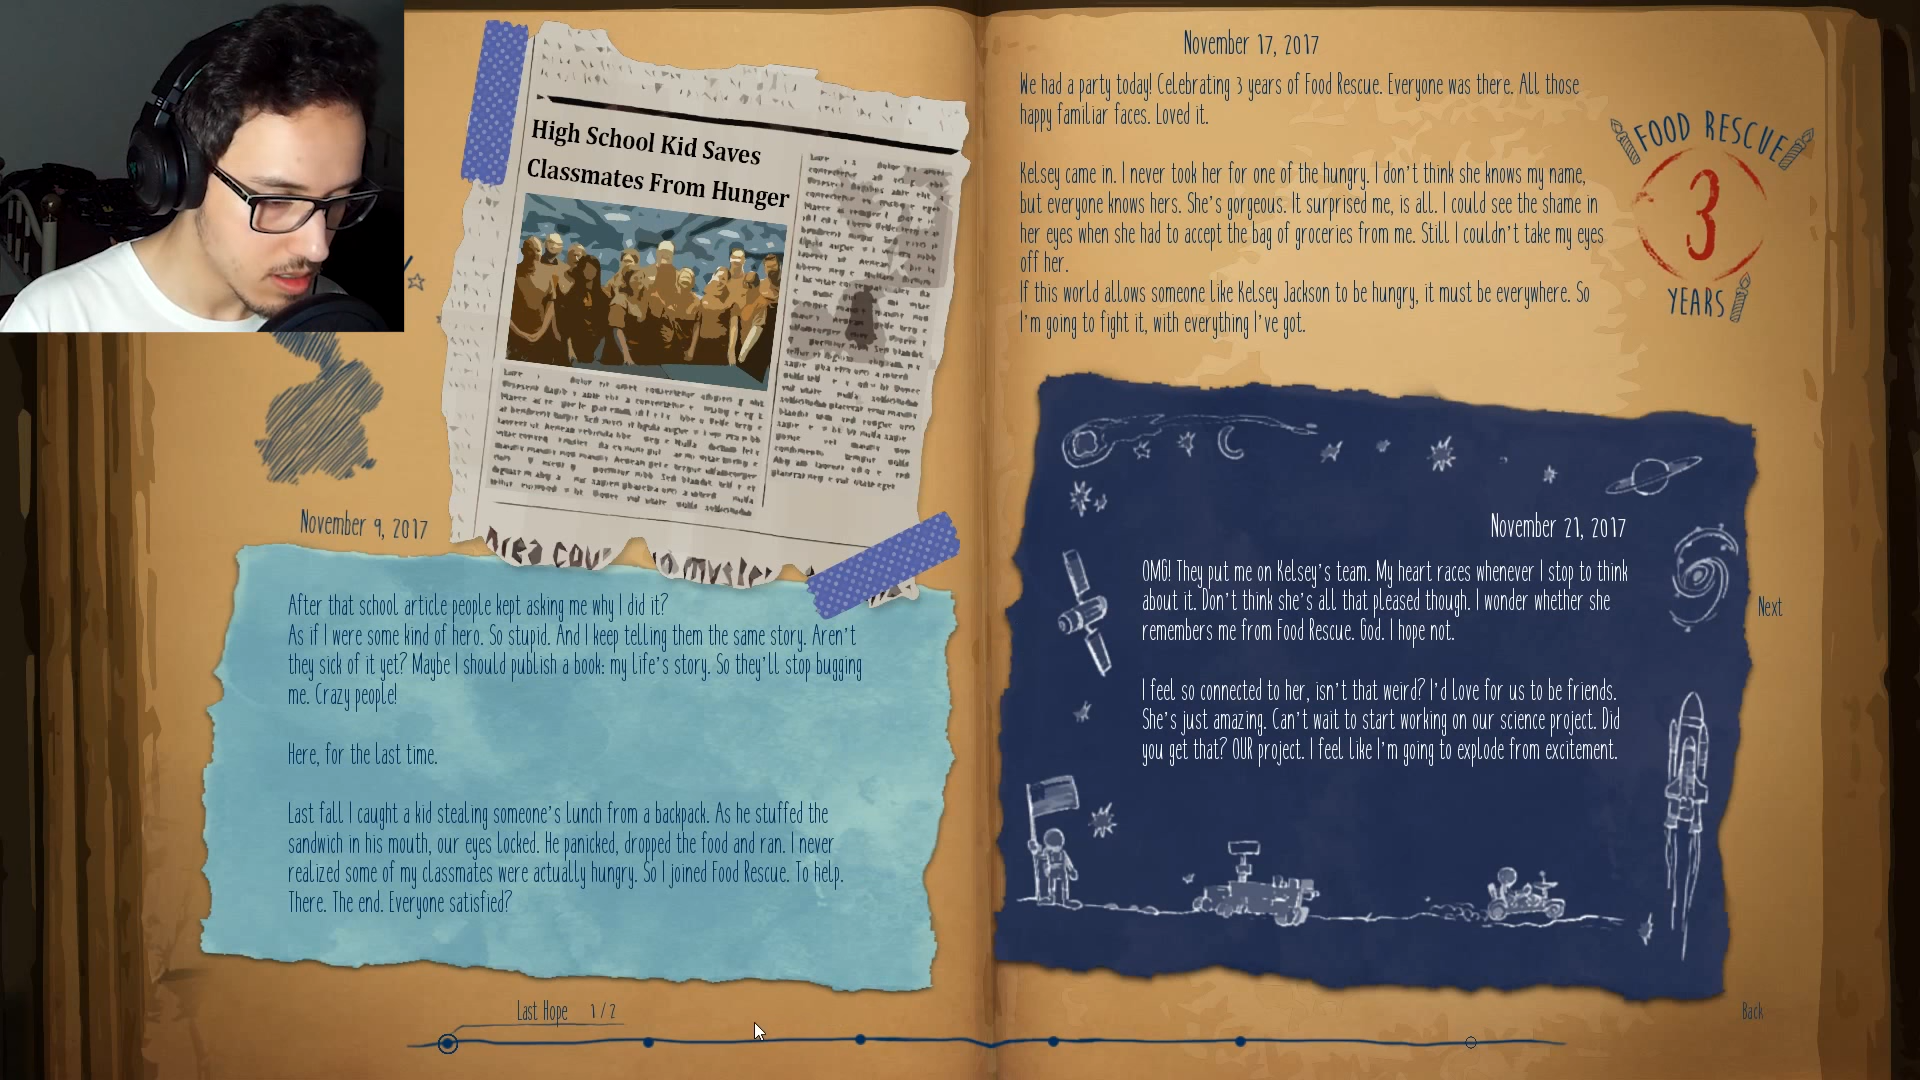 High School Kid Saves
Classmates From Hunger
November 9, 2017
After that school article people kept asking me why I did it?
As if I were some kind of hero. So stupid. And I keep telling them the same story. Aren't
they sick of it yet? Maybe I should publish a book: my life's story. So they'll stop bugging
me. Crazy people!
Here, for the last time.
Last fall I caught a kid stealing someone's lunch from a backpack. As he stuffed the
sandwich in his mouth, our eyes locked. He panicked, dropped the food and ran. I never
realized some of my classmates were actually hungry. So I joined Food Rescue. To help.
There. The end. Everyone satisfied?
Last Hope 1 / 2
November 17, 2017
We had a party today! Celebrating 3 years of Food Rescue. Everyone was there. All those
happy familiar faces. Loved it.
Kelsey came in. I never took her for one of the hungry. I don't think she knows my name,
but everyone knows hers. She's gorgeous. It surprised me, is all. I could see the shame in
her eyes when she had to accept the bag of groceries from me. Still I couldn't take my eyes
off her.
If this world allows someone like Kelsey Jackson to be hungry, it must be everywhere. So
I'm going to fight it, with everything I've got.
FOOD RESCUE
3
YEARS
November 21, 2017
OMG! They put me on Kelsey's team. My heart races whenever I stop to think
about it. Don't think she's all that pleased though. I wonder whether she
remembers me from Food Rescue. God. I hope not.
I feel so connected to her, isn't that weird? I'd love for us to be friends.
She's just amazing. Can't wait to start working on our science project. Did
you get that? OUR project. I feel like I'm going to explode from excitement.
Next
Back